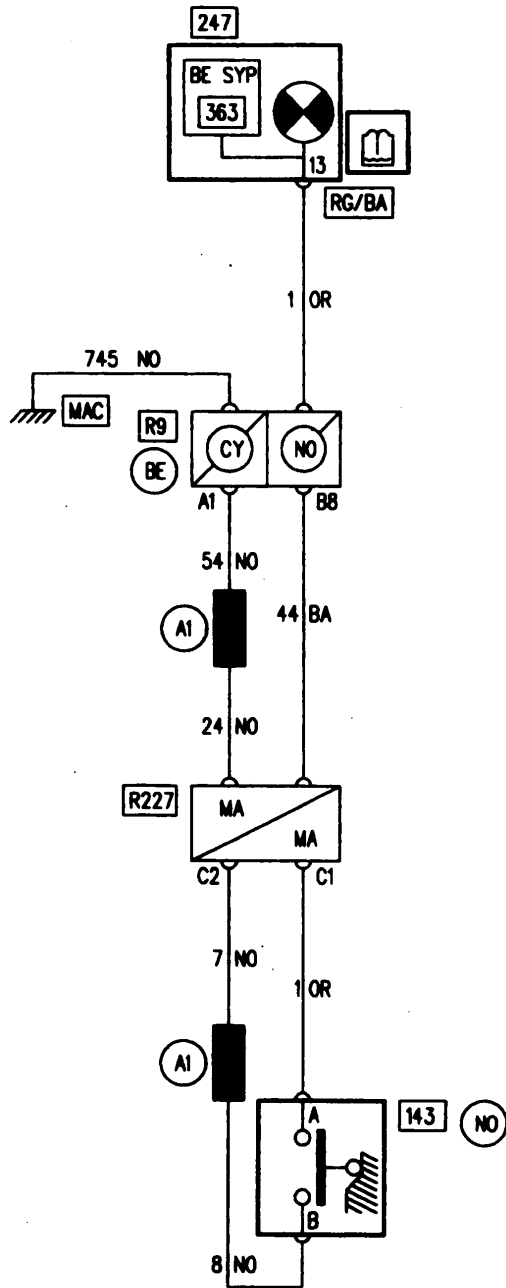 247
BE SYP
363
13
RG/BA
1 OR
745 NO
MAC
R9
CY
NO
BE
A1
B8
54 NO
A1
44 BA
24 NO
R227
MA
MA
C2
C1
7 NO
1 OR
A1
A
143
NO
B
8 NO